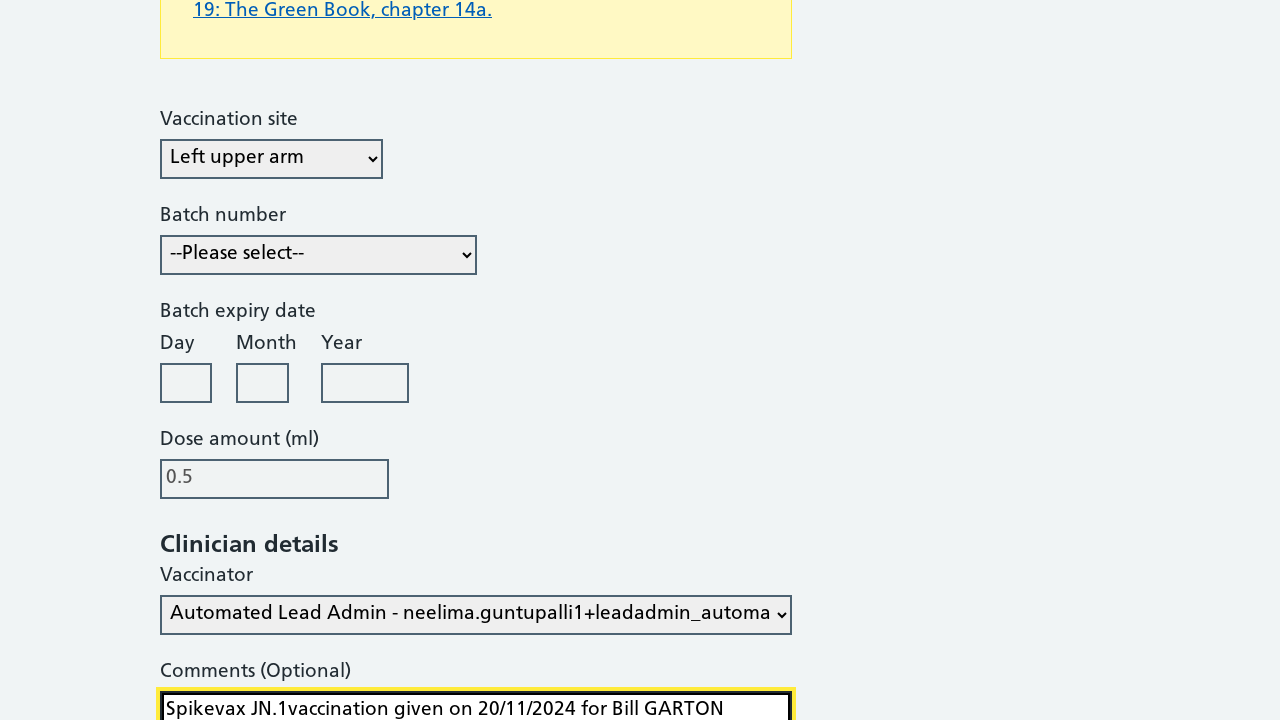 19: The Green Book, chapter 14a.
Vaccination site
Left upper arm
Batch number
--Please select--
Batch expiry date
Day Month Year
Dose amount (ml)
0.5
Clinician details
Vaccinator
Automated Lead Admin - neelima.guntupalli1+leadadmin_automa
Comments (Optional)
Spikevax JN.1vaccination given on 20/11/2024 for Bill GARTON